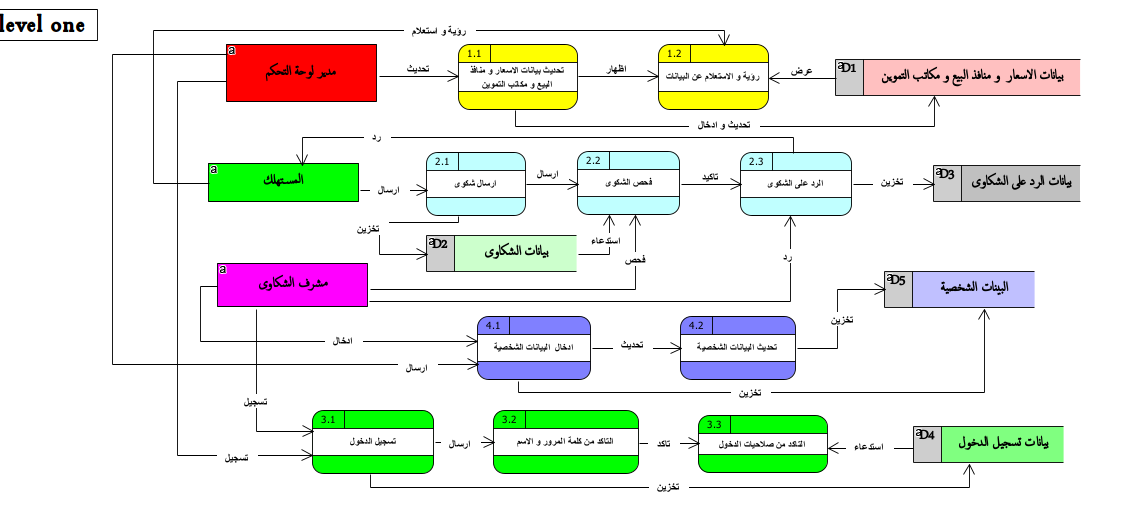 level one
رؤية و استعلام
a
مدير لوحة التحكم
تحديث
1.1
تحديث بيانات الاسعار و منافذ
البيع و مكاتب التموين
اظهار
1.2
رؤية و الاستعلام عن البيانات
عرض
aD1
بيانات الاسعار و منافذ البيع و مكاتب التموين
تحديث و ادخال
رد
a
المستهلك
ارسال
2.1
ارسال شكوى
ارسال
2.2
فحص الشكوى
تاكيد
2.3
الرد على الشكوى
تخزين
aD3
بيانات الرد على الشكاوى
تخزين
aD2
بيانات الشكاوى
استدعاء
فحص
رد
a
مشرف الشكاوى
aD5
البينات الشخصية
ادخال
ارسال
4.1
ادخال البيانات الشخصية
تحديث
4.2
تحديث البيانات الشخصية
تخزين
تخزين
تسجيل
تسجيل
3.1
تسجيل الدخول
ارسال
3.2
التاكد من كلمة المرور و الاسم
تاكد
3.3
التاكد من صلاحيات الدخول
استدعاء
aD4
بيانات تسجيل الدخول
تخزين